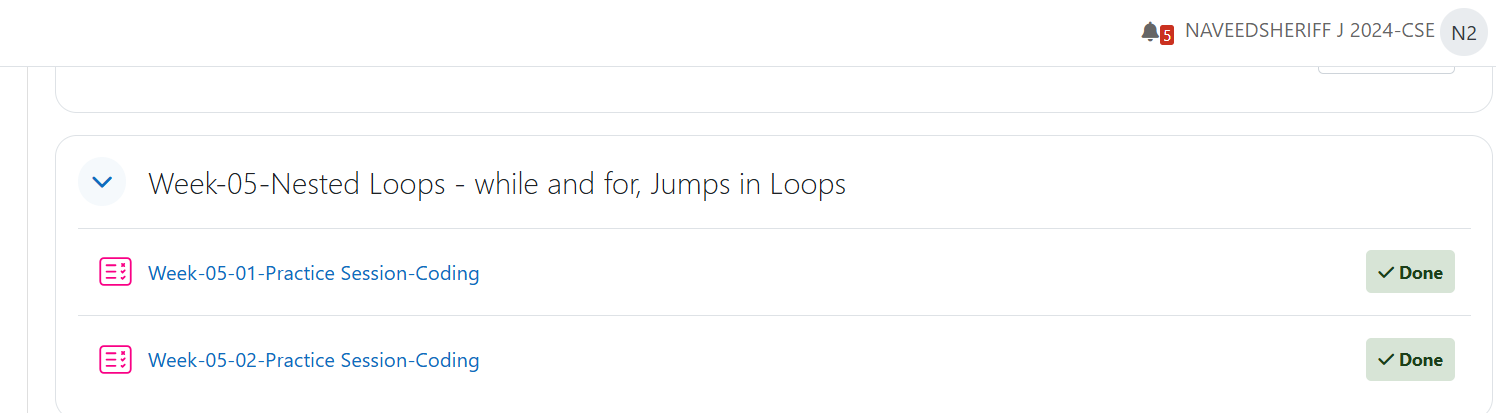 5 NAVEEDSHERIFF J 2024-CSE N2
Week-05-Nested Loops - while and for, Jumps in Loops
Week-05-01-Practice Session-Coding Done
Week-05-02-Practice Session-Coding Done